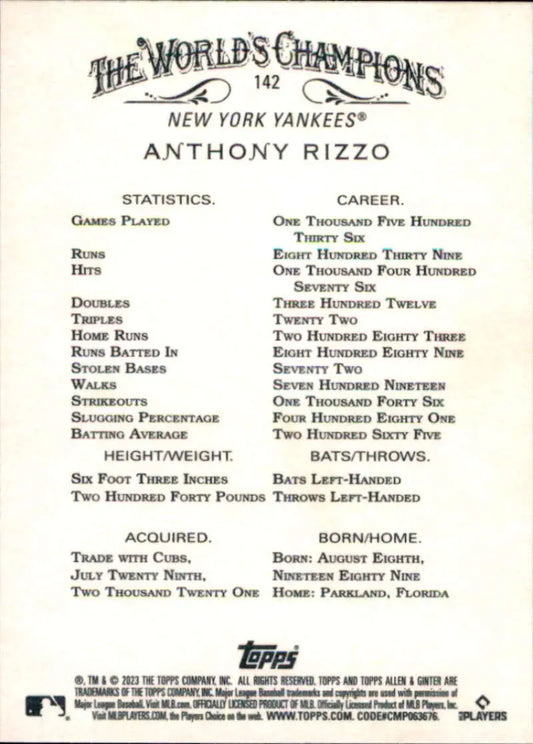 THE WORLD'S CHAMPIONS
142
NEW YORK YANKEES®
ANTHONY RIZZO
STATISTICS. CAREER.
GAMES PLAYED ONE THOUSAND FIVE HUNDRED
THIRTY SIX
RUNS EIGHT HUNDRED THIRTY NINE
HITS ONE THOUSAND FOUR HUNDRED
SEVENTY SIX
DOUBLES THREE HUNDRED TWELVE
TRIPLES TWENTY TWO
HOME RUNS TWO HUNDRED EIGHTY THREE
RUNS BATTED IN EIGHT HUNDRED EIGHTY NINE
STOLEN BASES SEVENTY TWO
WALKS SEVEN HUNDRED NINETEEN
STRIKEOUTS ONE THOUSAND FORTY SIX
SLUGGING PERCENTAGE FOUR HUNDRED EIGHTY ONE
BATTING AVERAGE TWO HUNDRED SIXTY FIVE
HEIGHT/WEIGHT. BATS/THROWS.
SIX FOOT THREE INCHES BATS LEFT-HANDED
TWO HUNDRED FORTY POUNDS THROWS LEFT-HANDED
ACQUIRED. BORN/HOME.
TRADE WITH CUBS, BORN: AUGUST EIGHTH,
JULY TWENTY NINTH, NINETEEN EIGHTY NINE
TWO THOUSAND TWENTY ONE HOME: PARKLAND, FLORIDA
topps
®, TM & © 2023 THE TOPPS COMPANY, INC. ALL RIGHTS RESERVED. TOPPS AND TOPPS ALLEN & GINTER ARE
TRADEMARKS OF THE TOPPS COMPANY, INC. Major League Baseball trademarks and copyrights are used with permission of
Major League Baseball. Visit MLB.com. OFFICIALLY LICENSED PRODUCT OF MLB. Officially Licensed Product of MLB Players, Inc.
Visit MLBPLAYERS.COM, the Players Choice on the web. WWW.TOPPS.COM. CODE#CMP063676.
PLAYERS